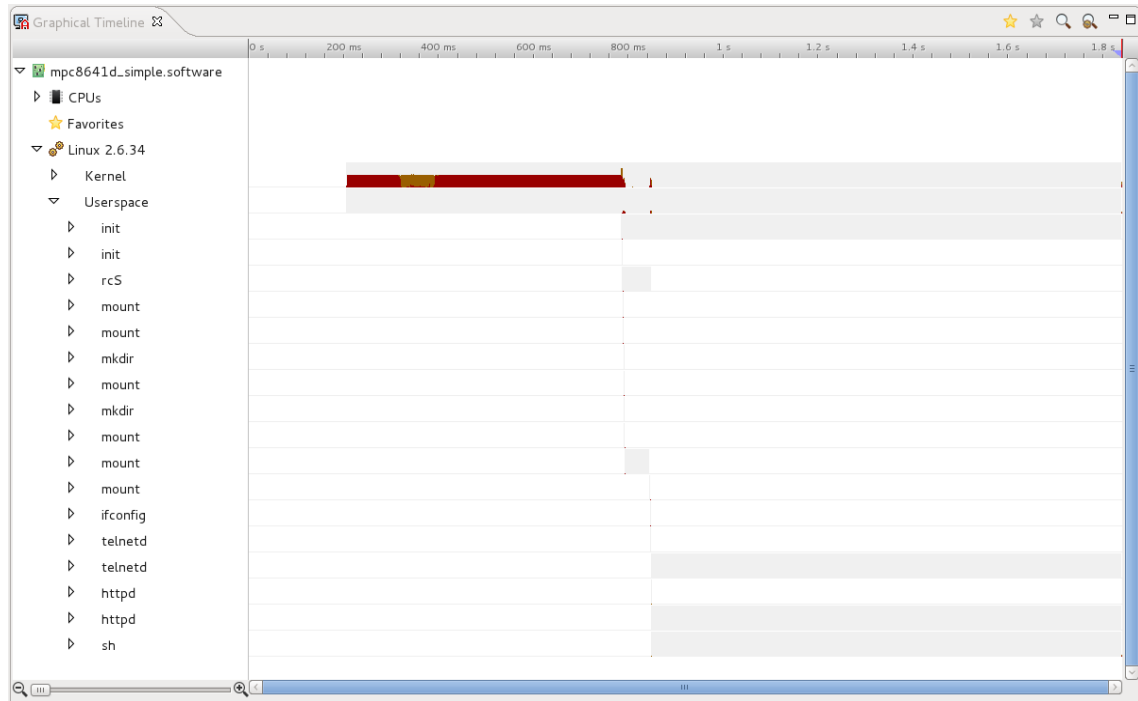 Graphical Timeline
0 s 200 ms 400 ms 600 ms 800 ms 1 s 1.2 s 1.4 s 1.6 s 1.8 s
mpc8641d_simple.software
CPUs
Favorites
Linux 2.6.34
Kernel
Userspace
init
init
rcS
mount
mount
mkdir
mount
mkdir
mount
mount
mount
ifconfig
telnetd
telnetd
httpd
httpd
sh